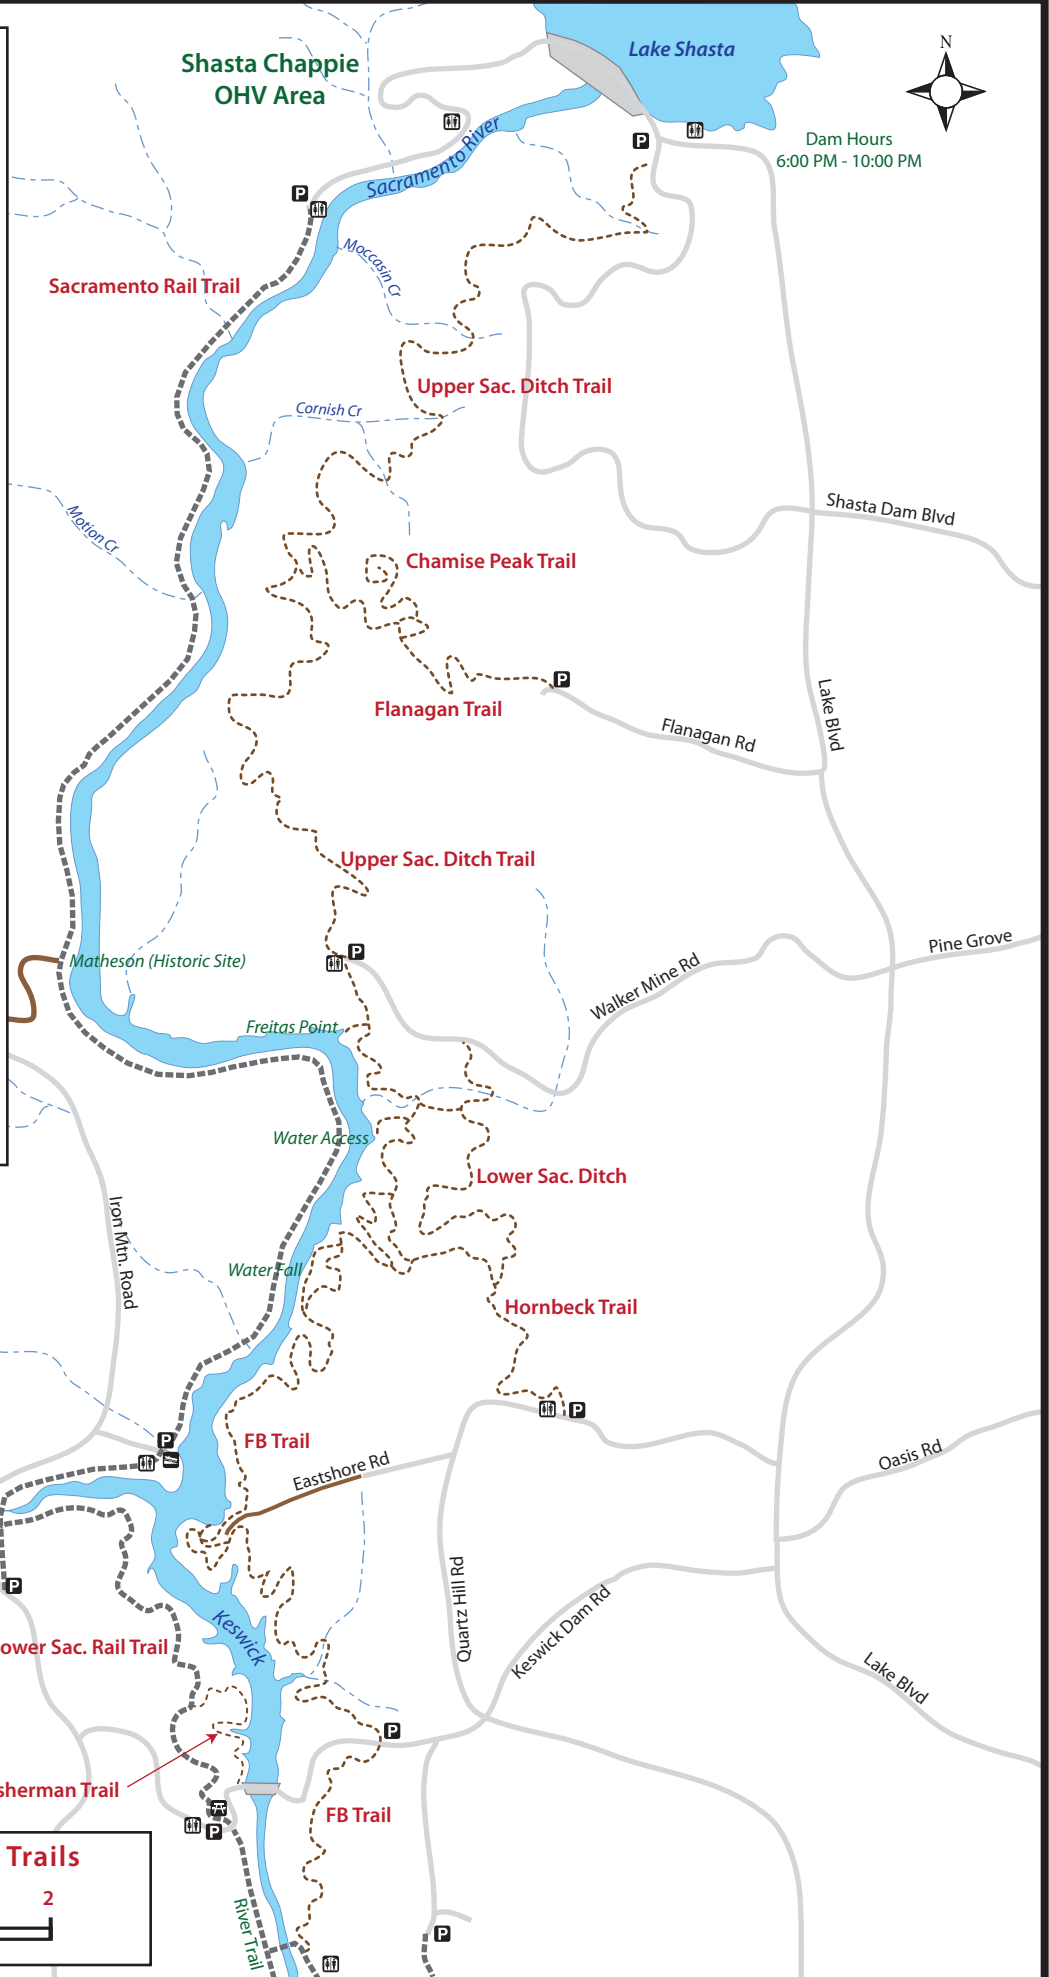 Lake Shasta
N
Shasta Chappie
OHV Area
Sacramento River
Dam Hours
6:00 PM - 10:00 PM
P
P
Moccasin Cr
Sacramento Rail Trail
Upper Sac. Ditch Trail
Cornish Cr
Motion Cr
Shasta Dam Blvd
Chamise Peak Trail
P
Flanagan Trail
Flanagan Rd
Lake Blvd
Upper Sac. Ditch Trail
P
Matheson (Historic Site)
Pine Grove
Walker Mine Rd
Freitas Point
Water Access
Lower Sac. Ditch
Iron Mtn. Road
Water Fall
Hornbeck Trail
P
FB Trail
P
Eastshore Rd
Oasis Rd
P
Quartz Hill Rd
Keswick Dam Rd
Keswick
ower Sac. Rail Trail
Lake Blvd
P
sherman Trail
FB Trail
P
Trails
2
River Trail
P